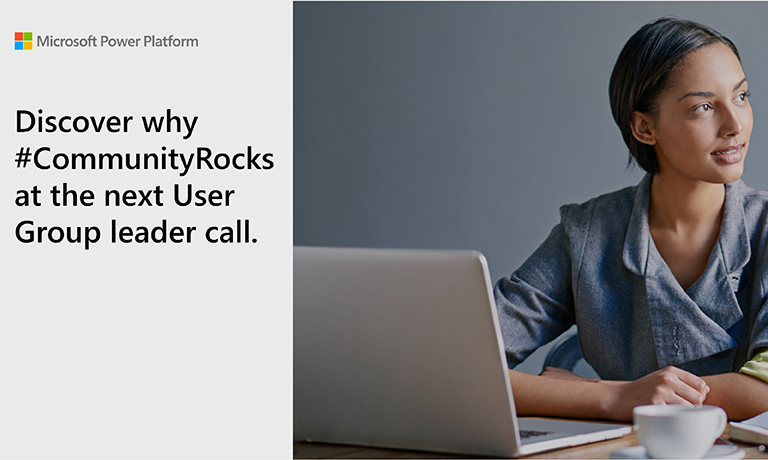 Microsoft Power Platform
Discover why
#CommunityRocks
at the next User
Group leader call.